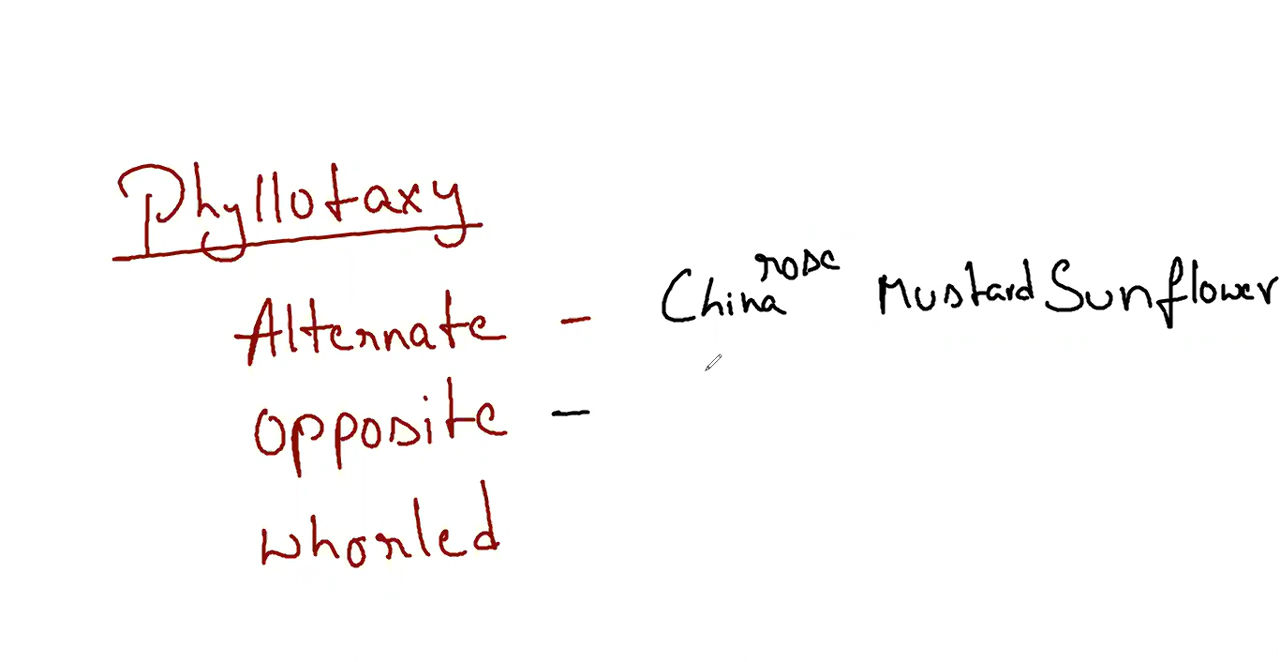 Phyllotaxy
Alternate - China rose Mustard Sunflower
Opposite -
Whorled